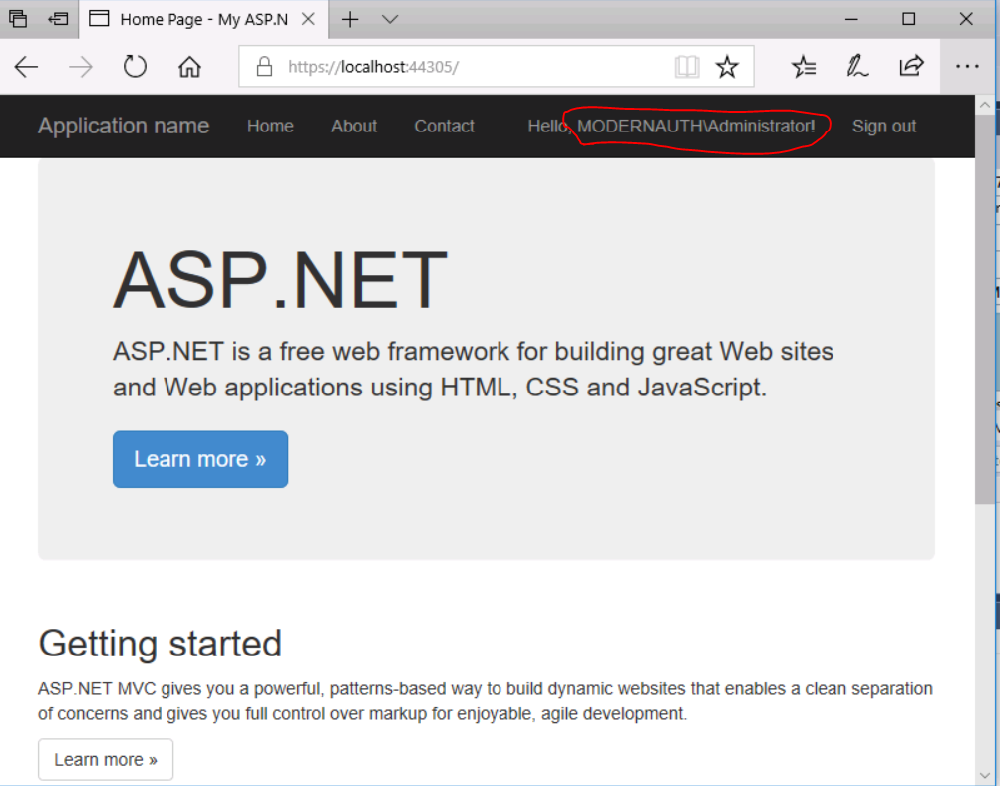 Home Page - My ASP.N
https://localhost:44305/
Application name Home About Contact Hello, MODERNAUTH\Administrator! Sign out
ASP.NET
ASP.NET is a free web framework for building great Web sites
and Web applications using HTML, CSS and JavaScript.
Learn more »
Getting started
ASP.NET MVC gives you a powerful, patterns-based way to build dynamic websites that enables a clean separation
of concerns and gives you full control over markup for enjoyable, agile development.
Learn more »